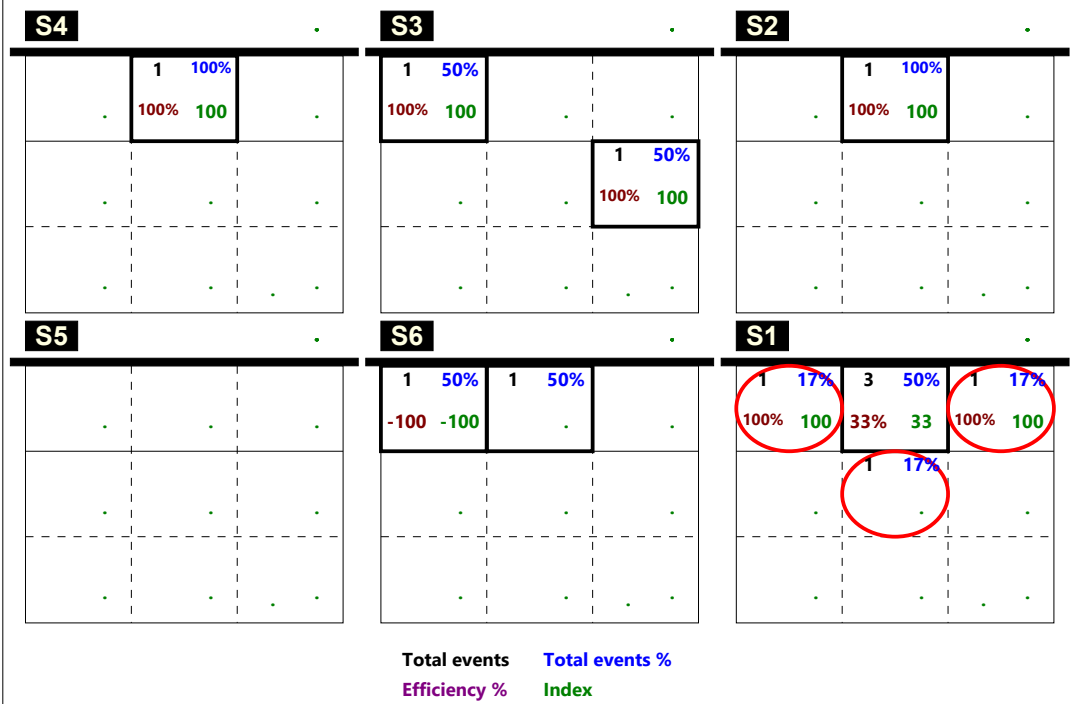 S4 S3 S2
1 100% 1 50% 1 100%
100% 100 100% 100 100% 100
1 50%
100% 100
S5 S6 S1
1 50% 1 50% 1 17% 3 50% 1 17%
-100 -100 100% 100 33% 33 100% 100
1 17%
Total events Total events %
Efficiency % Index